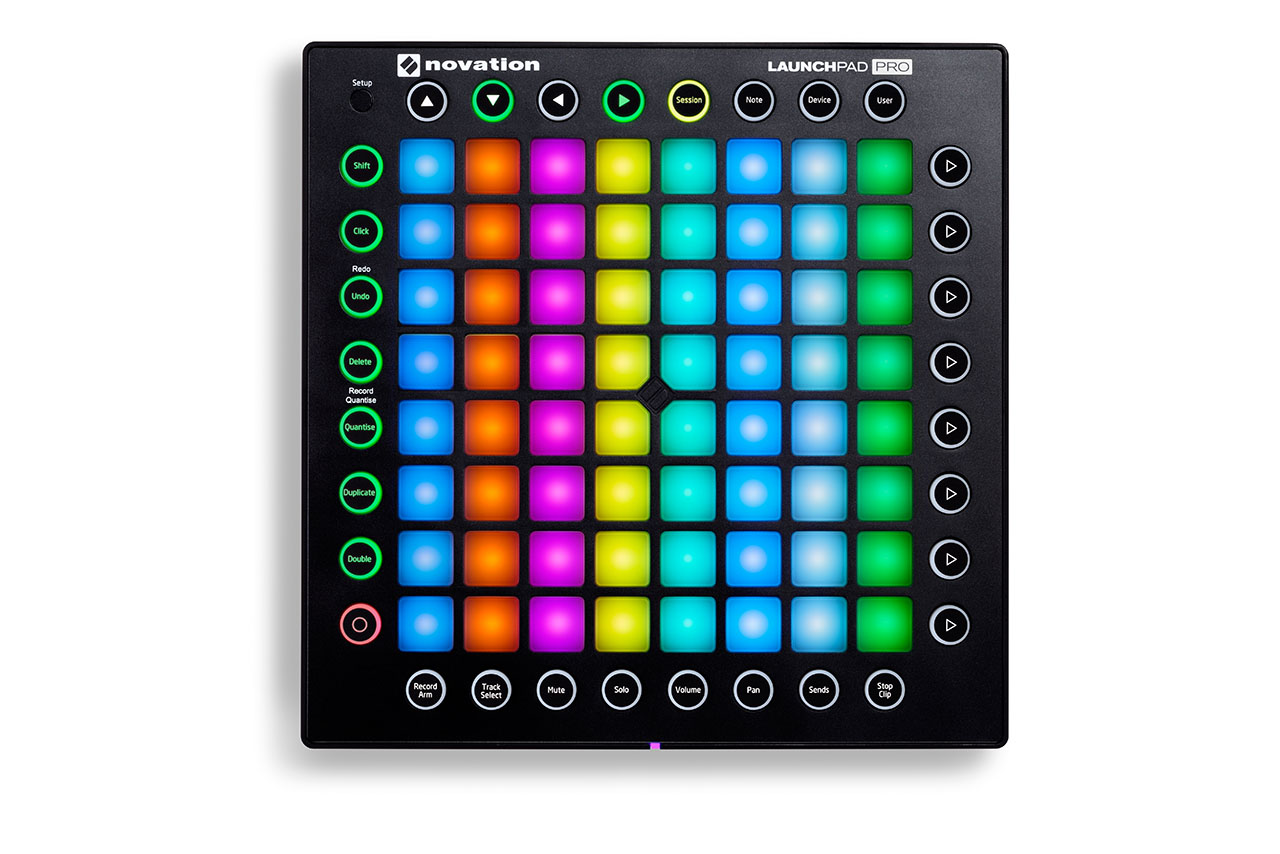 novation
LAUNCHPAD PRO
Setup
Session
Note
Device
User
Shift
Click
Redo
Undo
Delete
Record
Quantise
Quantise
Duplicate
Double
Record
Arm
Track
Select
Mute
Solo
Volume
Pan
Sends
Stop
Clip